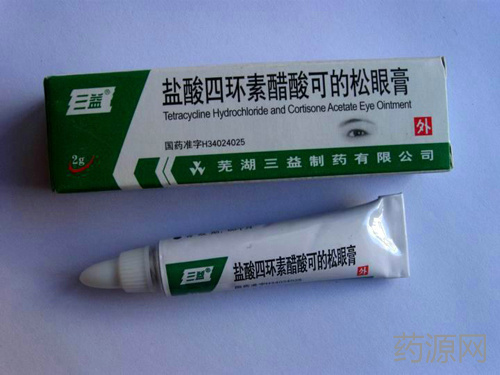 三益®
盐酸四环素醋酸可的松眼膏
Tetracycline Hydrochloride and Cortisone Acetate Eye Ointment
国药准字H34024025
外
2g
芜湖三益制药有限公司
三益®
盐酸四环素醋酸可的松眼膏
外
药源网